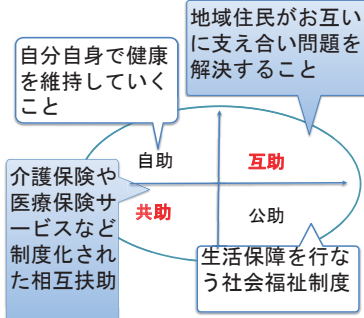 地域住民がお互い
に支え合い問題を
解決すること
自分自身で健康
を維持していく
こと
自助
互助
介護保険や
医療保険サ
ービスなど
制度化され
た相互扶助
共助
公助
生活保障を行な
う社会福祉制度